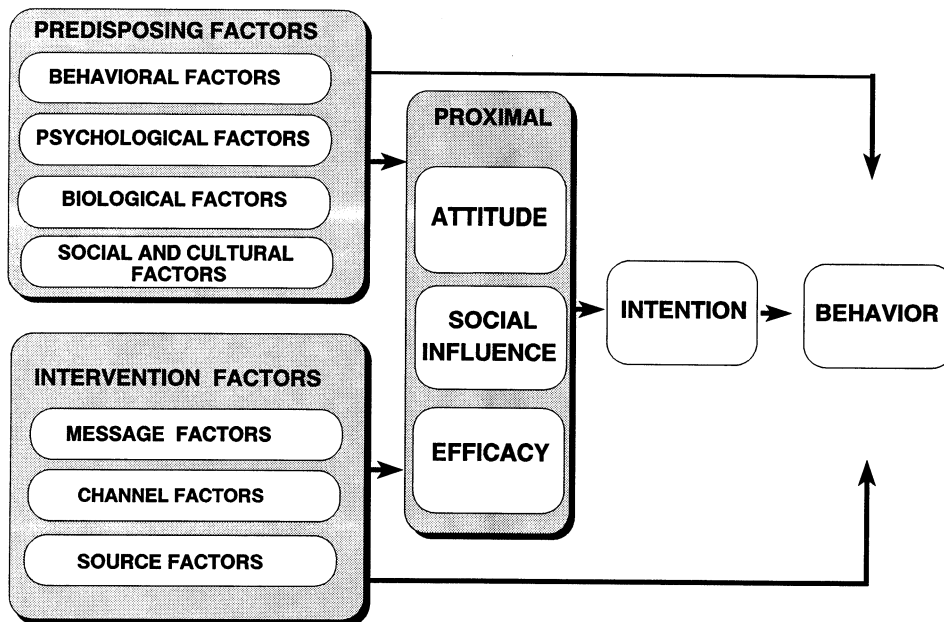 PREDISPOSING FACTORS
BEHAVIORAL FACTORS
PSYCHOLOGICAL FACTORS
BIOLOGICAL FACTORS
SOCIAL AND CULTURAL
FACTORS
INTERVENTION FACTORS
MESSAGE FACTORS
CHANNEL FACTORS
SOURCE FACTORS
PROXIMAL
ATTITUDE
SOCIAL
INFLUENCE
EFFICACY
INTENTION
BEHAVIOR